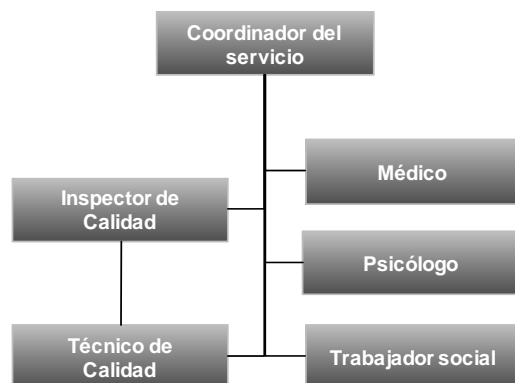 Coordinador del
servicio
Médico
Inspector de
Calidad
Psicólogo
Técnico de
Calidad
Trabajador social